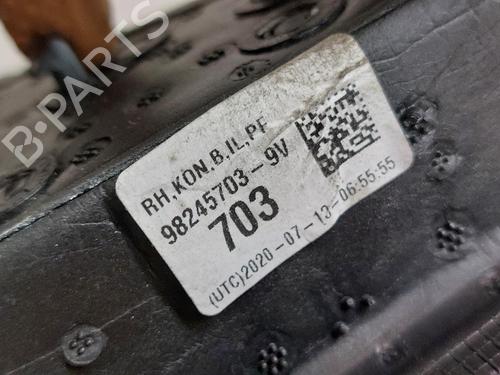 B-PARTS
RH,KON.B,IL,PF
98245703-9V
703
(UTC)2020-07-13-06:55:55